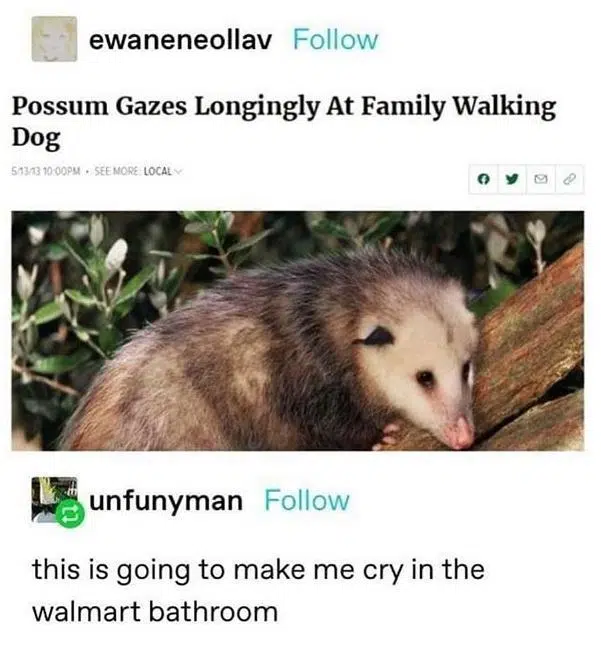 ewaneneollav Follow
Possum Gazes Longingly At Family Walking
Dog
5/13/13 10:00PM • SEE MORE: LOCAL
unfunyman Follow
this is going to make me cry in the
walmart bathroom